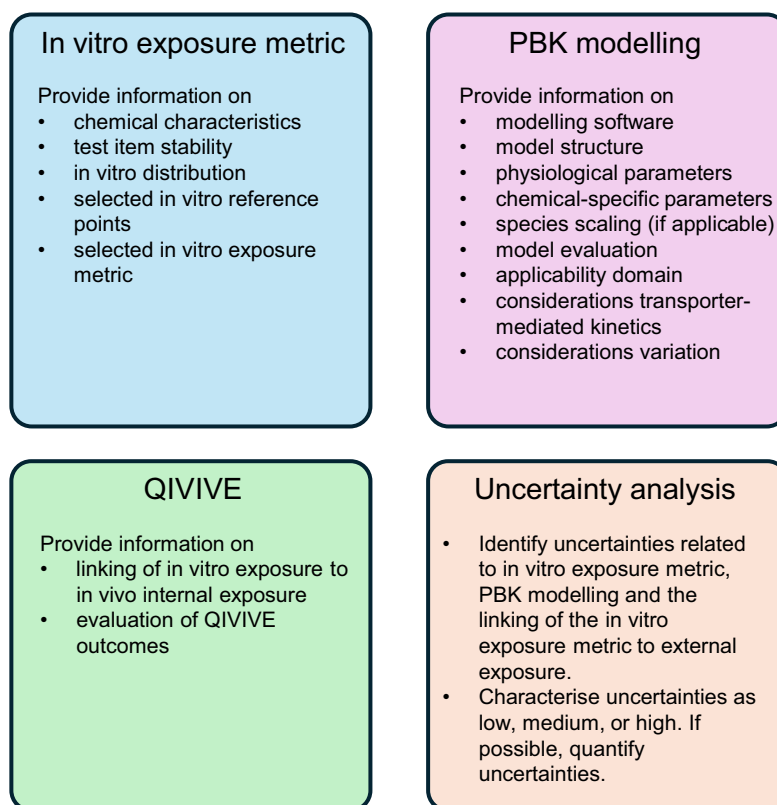 In vitro exposure metric
Provide information on
• chemical characteristics
• test item stability
• in vitro distribution
• selected in vitro reference
points
• selected in vitro exposure
metric
PBK modelling
Provide information on
• modelling software
• model structure
• physiological parameters
• chemical-specific parameters
• species scaling (if applicable)
• model evaluation
• applicability domain
• considerations transporter-
mediated kinetics
• considerations variation
QIVIVE
Provide information on
• linking of in vitro exposure to
in vivo internal exposure
• evaluation of QIVIVE
outcomes
Uncertainty analysis
• Identify uncertainties related
to in vitro exposure metric,
PBK modelling and the
linking of the in vitro
exposure metric to external
exposure.
• Characterise uncertainties as
low, medium, or high. If
possible, quantify
uncertainties.